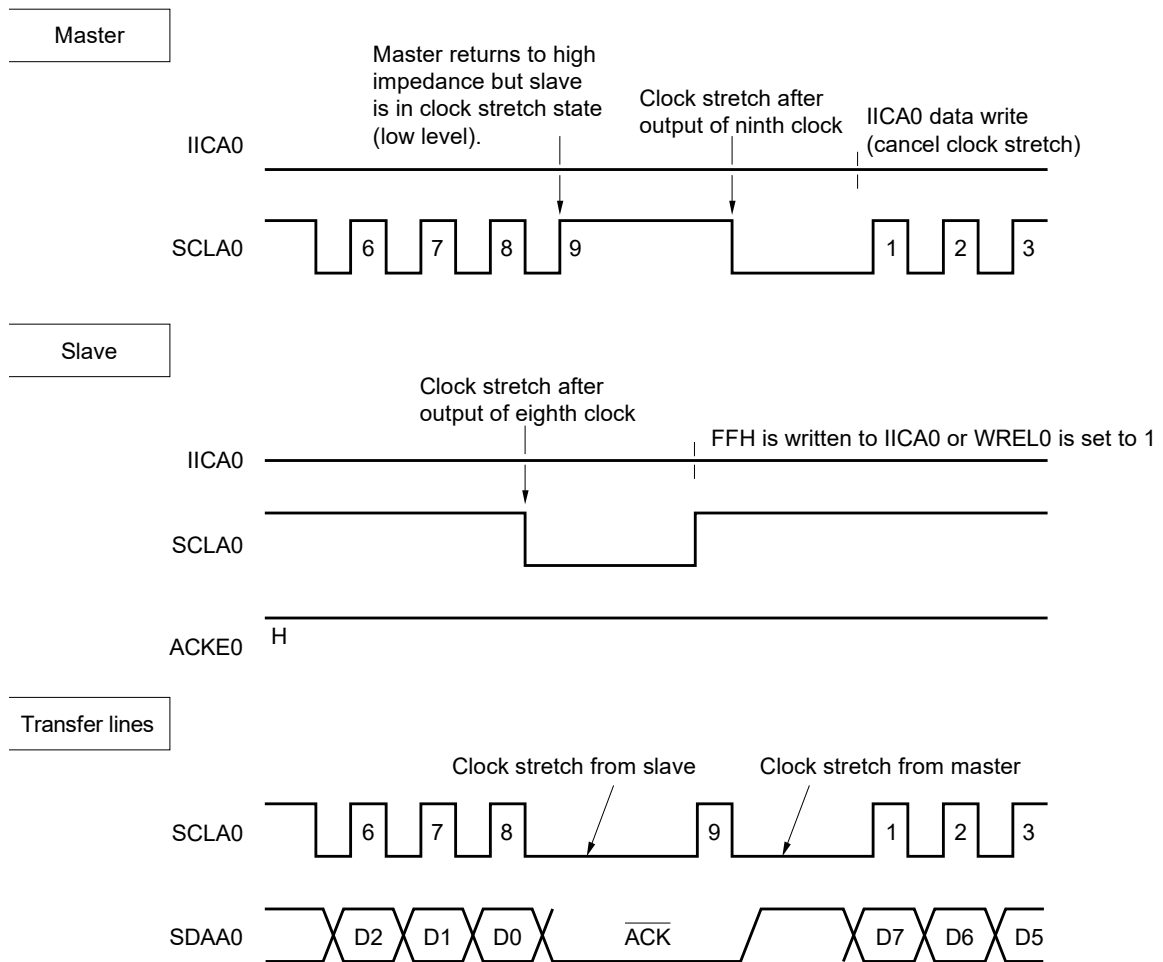 Master
Master returns to high
impedance but slave
is in clock stretch state
(low level).
Clock stretch after
output of ninth clock
IICA0 data write
(cancel clock stretch)
IICA0
SCLA0
6 7 8 9 1 2 3
Slave
Clock stretch after
output of eighth clock
FFH is written to IICA0 or WREL0 is set to 1
IICA0
SCLA0
H
ACKE0
Transfer lines
Clock stretch from slave
Clock stretch from master
SCLA0
6 7 8 9 1 2 3
SDAA0
D2 D1 D0 ACK D7 D6 D5